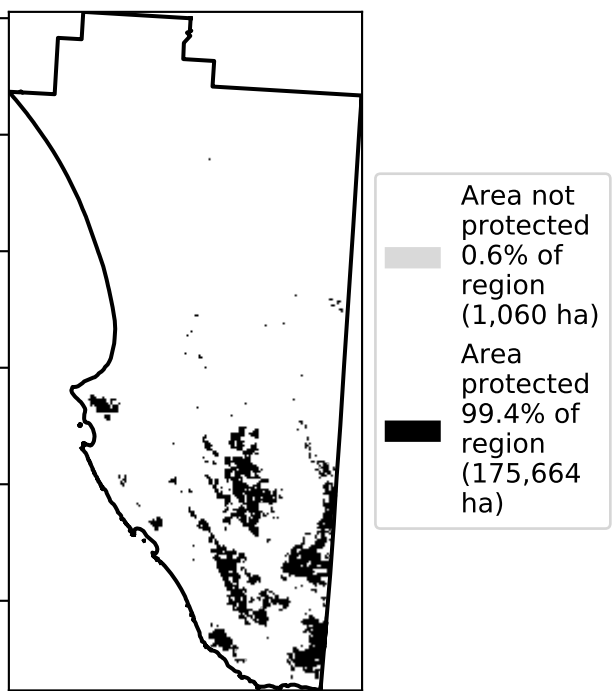 Area not
protected
0.6% of
region
(1,060 ha)
Area
protected
99.4% of
region
(175,664
ha)